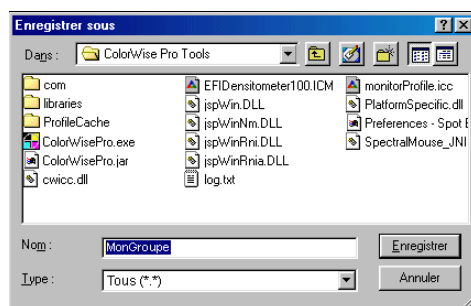 Enregistrer sous
Dans : ColorWise Pro Tools
com
libraries
ProfileCache
ColorWisePro.exe
ColorWisePro.jar
cwicc.dll
EFIDensitometer100.ICM
jspWin.DLL
jspWinNm.DLL
jspWinRni.DLL
jspWinRnia.DLL
log.txt
monitorProfile.icc
PlatformSpecific.dll
Preferences - Spot
SpectralMouse_JNI
Nom : MonGroupe Enregistrer
Type : Tous (*.*) Annuler